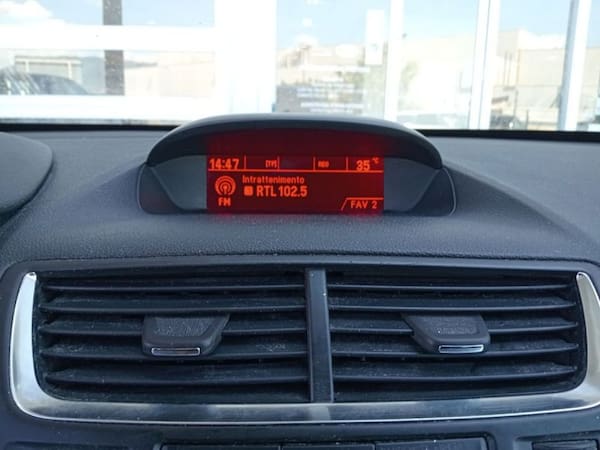 14:47 [TP] REG 35 °C
Intrattenimento
RTL 102.5
FM FAV 2